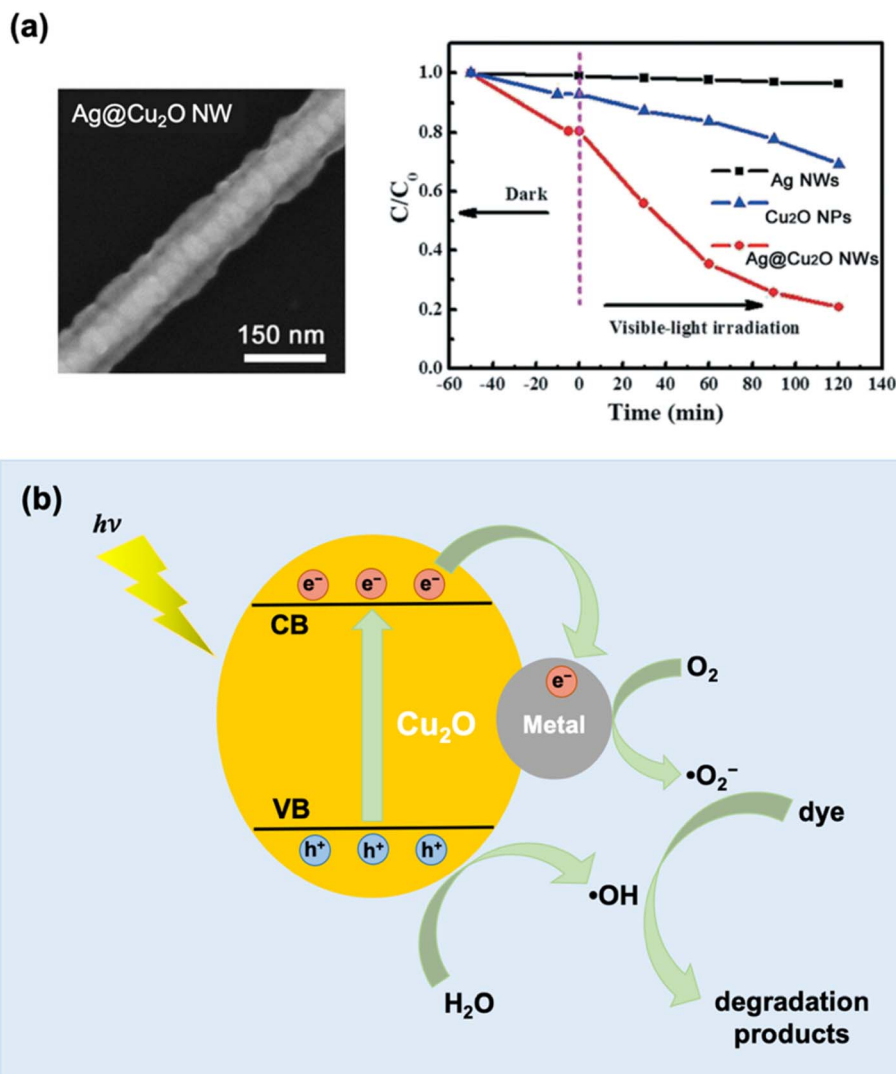 (a)
Ag@Cu₂O NW
150 nm
C/C₀
1.0
0.8
0.6
0.4
0.2
0.0
Dark
Ag NWs
Cu₂O NPs
Ag@Cu₂O NWs
Visible-light irradiation
-60 -40 -20 0 20 40 60 80 100 120 140
Time (min)
(b)
hν
e⁻ e⁻ e⁻
CB
e⁻
O₂
Cu₂O
Metal
•O₂⁻
VB
dye
h⁺ h⁺ h⁺
•OH
H₂O
degradation
products